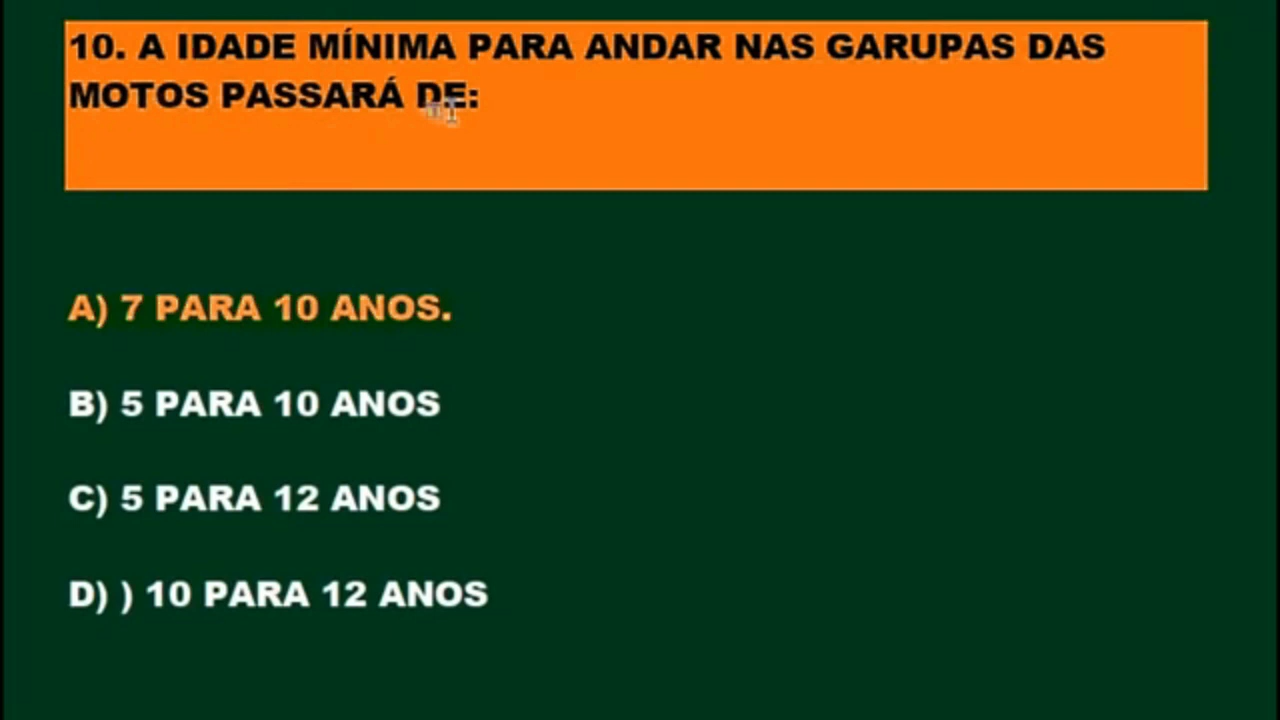 10. A IDADE MÍNIMA PARA ANDAR NAS GARUPAS DAS
MOTOS PASSARÁ DE:
A) 7 PARA 10 ANOS.
B) 5 PARA 10 ANOS
C) 5 PARA 12 ANOS
D) ) 10 PARA 12 ANOS